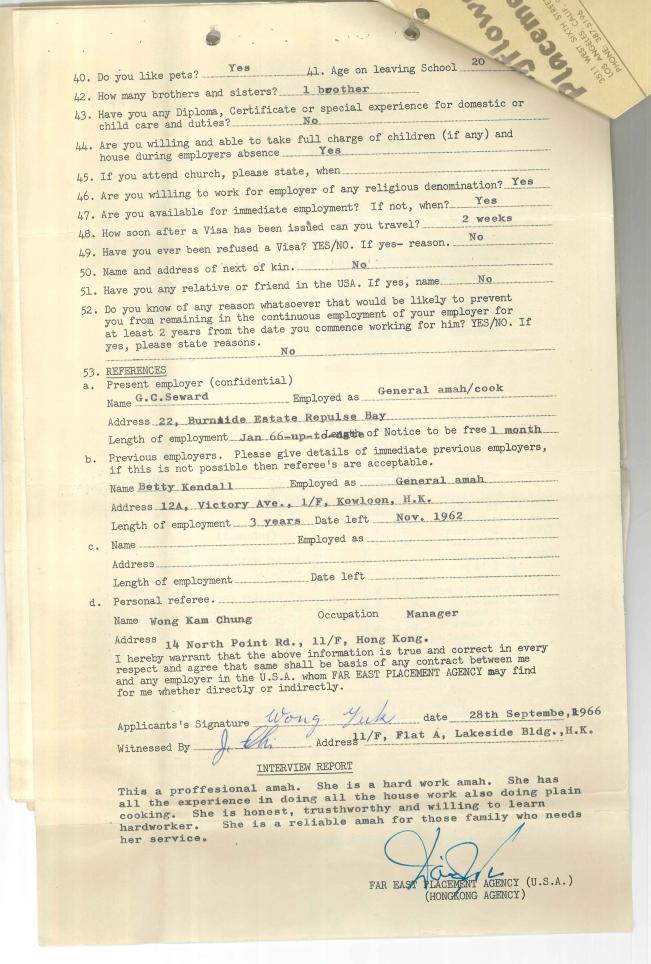 3511 WEST SIXTH STREET
LOS ANGELES CALIF.
PHONE: 387-5196
Placement
40. Do you like pets? Yes 41. Age on leaving School 20
42. How many brothers and sisters? 1 brother
43. Have you any Diploma, Certificate or special experience for domestic or
child care and duties? No
44. Are you willing and able to take full charge of children (if any) and
house during employers absence Yes
45. If you attend church, please state, when
46. Are you willing to work for employer of any religious denomination? Yes
47. Are you available for immediate employment? If not, when? Yes
48. How soon after a Visa has been issued can you travel? 2 weeks
49. Have you ever been refused a Visa? YES/NO. If yes- reason. No
50. Name and address of next of kin. No
51. Have you any relative or friend in the USA. If yes, name No
52. Do you know of any reason whatsoever that would be likely to prevent
you from remaining in the continuous employment of your employer for
at least 2 years from the date you commence working for him? YES/NO. If
yes, please state reasons.
No
53. REFERENCES
a. Present employer (confidential)
Name G.C.Seward Employed as General amah/cook
Address 22, Burnside Estate Repulse Bay
Length of employment Jan 66-up-to-date Length of Notice to be free 1 month
b. Previous employers. Please give details of immediate previous employers,
if this is not possible then referee's are acceptable.
Name Betty Kendall Employed as General amah
Address 12A, Victory Ave., 1/F, Kowloon, H.K.
Length of employment 3 years Date left Nov. 1962
c. Name Employed as
Address
Length of employment Date left
d. Personal referee.
Name Wong Kam Chung Occupation Manager
Address 14 North Point Rd., 11/F, Hong Kong.
I hereby warrant that the above information is true and correct in every
respect and agree that same shall be basis of any contract between me
and any employer in the U.S.A. whom FAR EAST PLACEMENT AGENCY may find
for me whether directly or indirectly.
Applicants's Signature Wong Yuk date 28th Septembe,1966
Witnessed By J. Chi Address 11/F, Flat A, Lakeside Bldg.,H.K.
INTERVIEW REPORT
This a proffesional amah. She is a hard work amah. She has
all the experience in doing all the house work also doing plain
cooking. She is honest, trusthworthy and willing to learn
hardworker. She is a reliable amah for those family who needs
her service.
FAR EAST PLACEMENT AGENCY (U.S.A.)
(HONGKONG AGENCY)